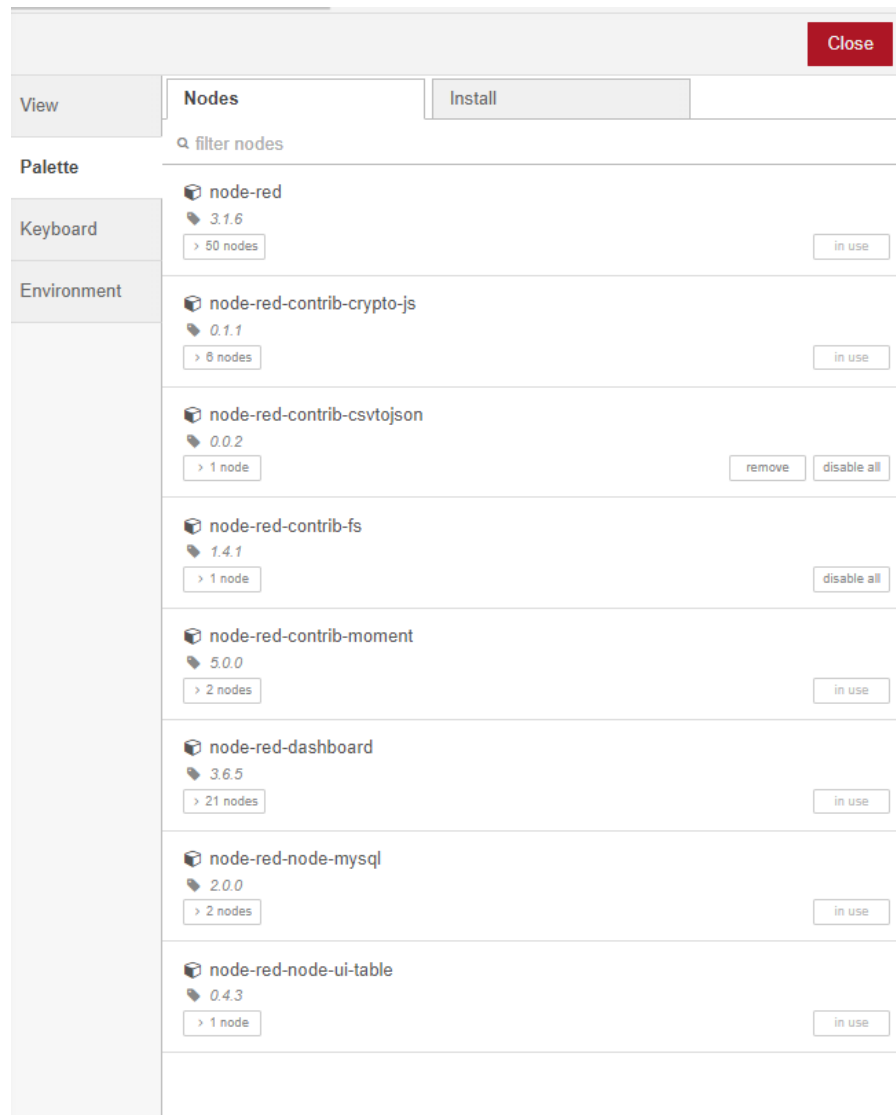 Close
View
Palette
Keyboard
Environment
Nodes
Install
filter nodes
node-red
3.1.6
> 50 nodes
in use
node-red-contrib-crypto-js
0.1.1
> 6 nodes
in use
node-red-contrib-csvtojson
0.0.2
> 1 node
remove
disable all
node-red-contrib-fs
1.4.1
> 1 node
disable all
node-red-contrib-moment
5.0.0
> 2 nodes
in use
node-red-dashboard
3.6.5
> 21 nodes
in use
node-red-node-mysql
2.0.0
> 2 nodes
in use
node-red-node-ui-table
0.4.3
> 1 node
in use